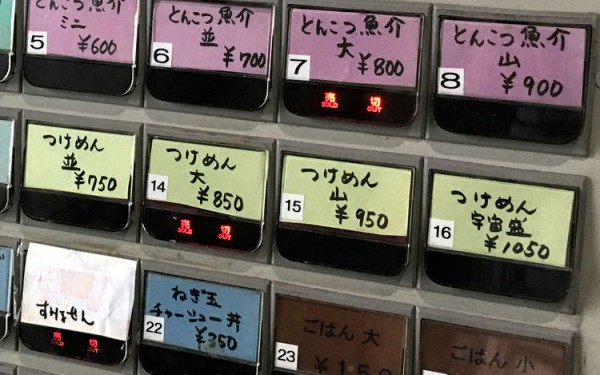 とんこつ魚介
ミニ
5
¥600
とんこつ魚介
並
6
¥700
とんこつ魚介
大
7
¥800
売 切
SOLD OUT
とんこつ魚介
山
8
¥900
つけめん
並
¥750
つけめん
大
14
¥850
売 切
SOLD OUT
つけめん
山
15
¥950
つけめん
宇宙盛
16
¥1050
すみません
売 切
SOLD OUT
ねぎ玉
チャーシュー丼
22
¥350
ごはん 大
23
¥150
ごはん 小